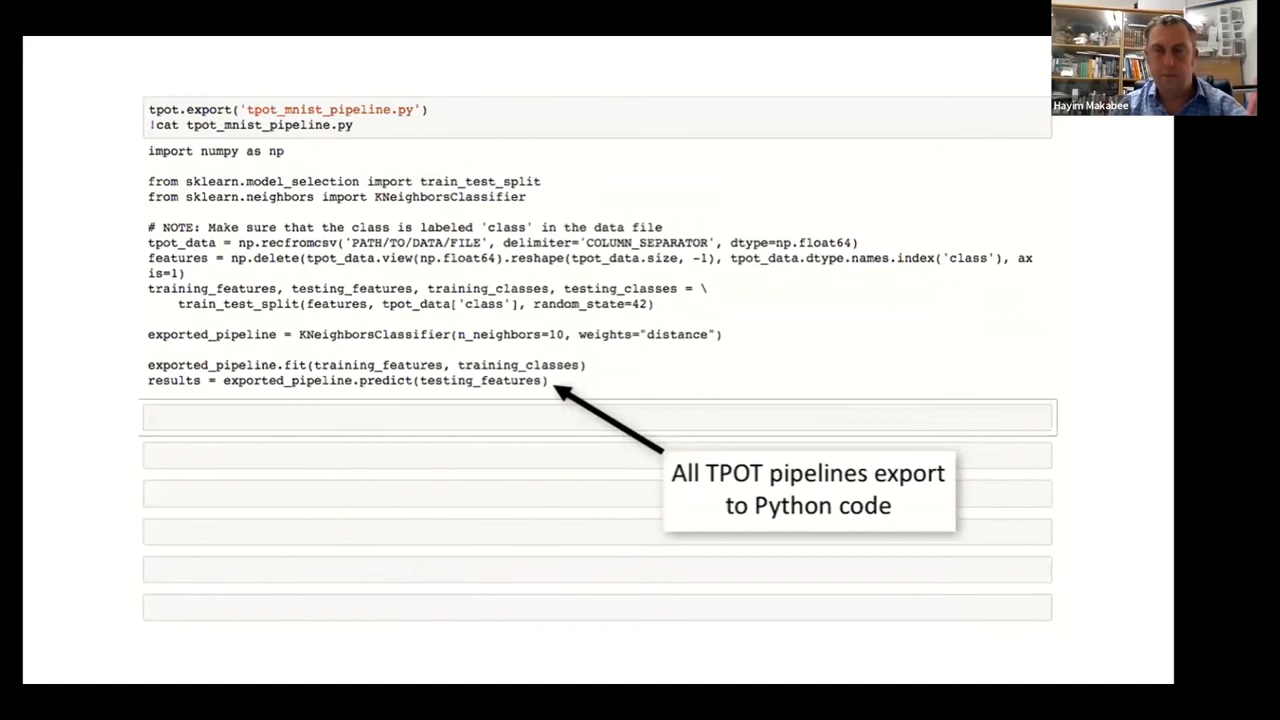 Hayim Makabee
tpot.export('tpot_mnist_pipeline.py')
!cat tpot_mnist_pipeline.py
import numpy as np
from sklearn.model_selection import train_test_split
from sklearn.neighbors import KNeighborsClassifier
# NOTE: Make sure that the class is labeled 'class' in the data file
tpot_data = np.recfromcsv('PATH/TO/DATA/FILE', delimiter='COLUMN_SEPARATOR', dtype=np.float64)
features = np.delete(tpot_data.view(np.float64).reshape(tpot_data.size, -1), tpot_data.dtype.names.index('class'), ax
is=1)
training_features, testing_features, training_classes, testing_classes = \
    train_test_split(features, tpot_data['class'], random_state=42)
exported_pipeline = KNeighborsClassifier(n_neighbors=10, weights="distance")
exported_pipeline.fit(training_features, training_classes)
results = exported_pipeline.predict(testing_features)
All TPOT pipelines export
to Python code